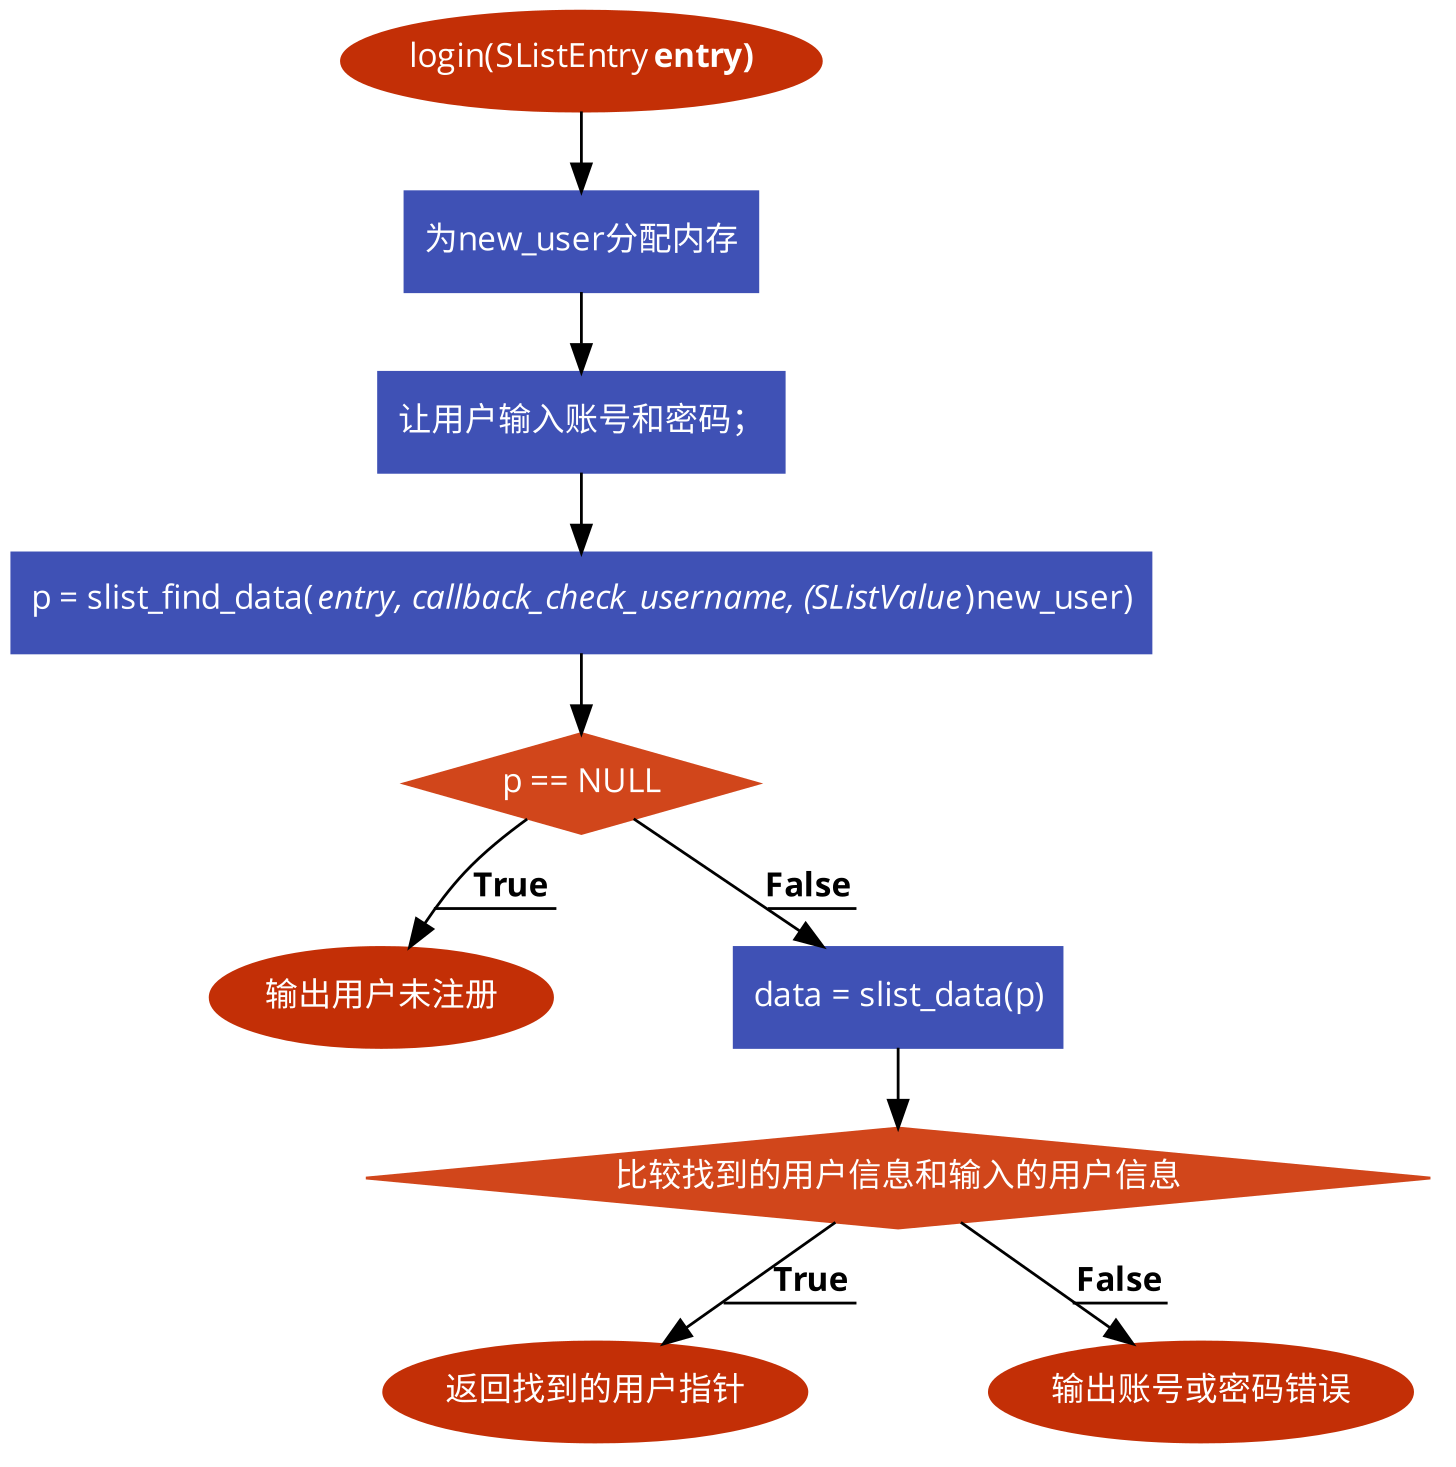 login(SListEntry entry)
为new_user分配内存
让用户输入账号和密码；
p = slist_find_data(entry, callback_check_username, (SListValue)new_user)
p == NULL
True
False
输出用户未注册
data = slist_data(p)
比较找到的用户信息和输入的用户信息
True
False
返回找到的用户指针
输出账号或密码错误